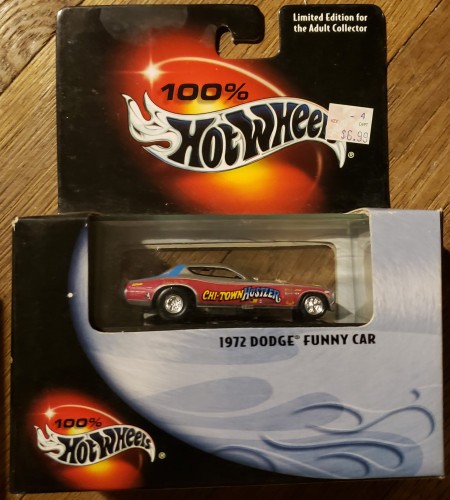 Limited Edition for
the Adult Collector
100%
HOT WHEELS
4
$6.99
CHI-TOWN HUSTLER
1972 DODGE® FUNNY CAR
100%
HOT WHEELS®